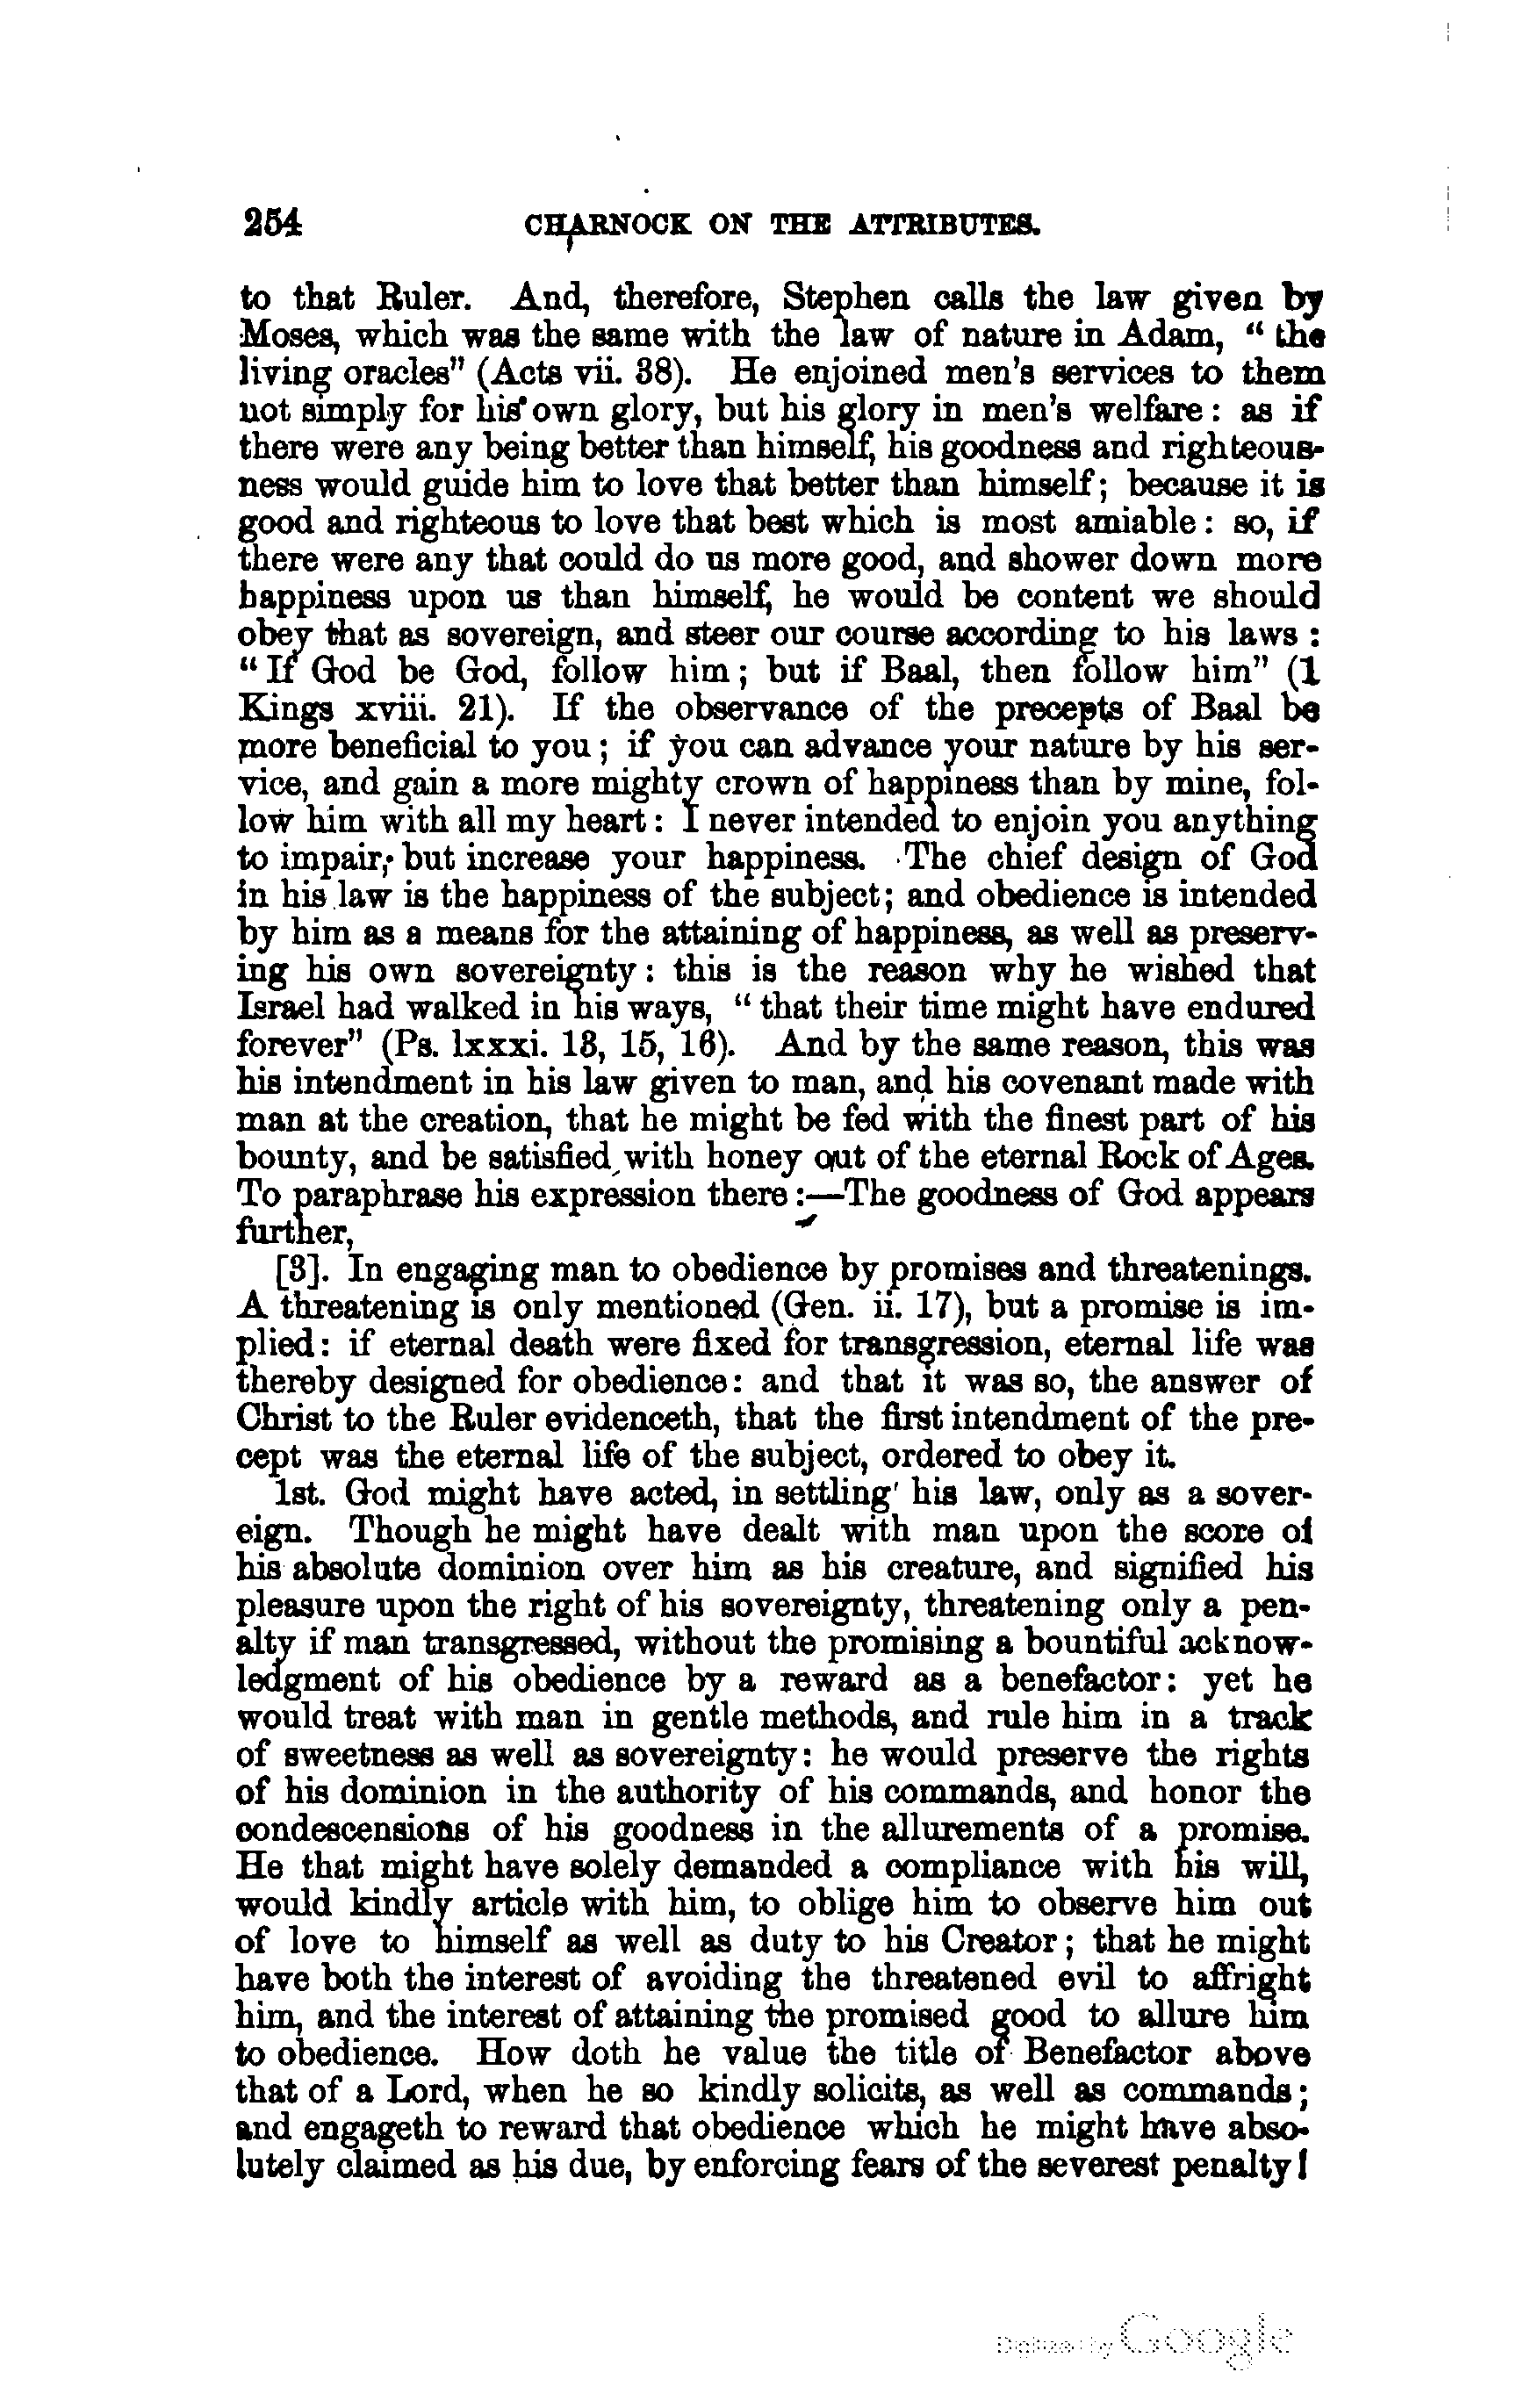 254 CHARNOCK ON THE ATTRIBUTES.
to that Ruler. And, therefore, Stephen calls the law given by
Moses, which was the same with the law of nature in Adam, “ the
living oracles” (Acts vii. 38). He enjoined men’s services to them
not simply for his own glory, but his glory in men’s welfare : as if
there were any being better than himself, his goodness and righteous-
ness would guide him to love that better than himself; because it is
good and righteous to love that best which is most amiable : so, if
there were any that could do us more good, and shower down more
happiness upon us than himself, he would be content we should
obey that as sovereign, and steer our course according to his laws :
“ If God be God, follow him ; but if Baal, then follow him” (1
Kings xviii. 21). If the observance of the precepts of Baal be
more beneficial to you ; if you can advance your nature by his ser-
vice, and gain a more mighty crown of happiness than by mine, fol-
low him with all my heart : I never intended to enjoin you anything
to impair, but increase your happiness. The chief design of God
in his law is the happiness of the subject; and obedience is intended
by him as a means for the attaining of happiness, as well as preserv-
ing his own sovereignty : this is the reason why he wished that
Israel had walked in his ways, “ that their time might have endured
forever” (Ps. lxxxi. 13, 15, 16). And by the same reason, this was
his intendment in his law given to man, and his covenant made with
man at the creation, that he might be fed with the finest part of his
bounty, and be satisfied with honey out of the eternal Rock of Ages.
To paraphrase his expression there :—The goodness of God appears
further,
[3]. In engaging man to obedience by promises and threatenings.
A threatening is only mentioned (Gen. ii. 17), but a promise is im-
plied : if eternal death were fixed for transgression, eternal life was
thereby designed for obedience: and that it was so, the answer of
Christ to the Ruler evidenceth, that the first intendment of the pre-
cept was the eternal life of the subject, ordered to obey it.
1st. God might have acted, in settling his law, only as a sover-
eign. Though he might have dealt with man upon the score of
his absolute dominion over him as his creature, and signified his
pleasure upon the right of his sovereignty, threatening only a pen-
alty if man transgressed, without the promising a bountiful acknow-
ledgment of his obedience by a reward as a benefactor: yet he
would treat with man in gentle methods, and rule him in a track
of sweetness as well as sovereignty: he would preserve the rights
of his dominion in the authority of his commands, and honor the
condescensions of his goodness in the allurements of a promise.
He that might have solely demanded a compliance with his will,
would kindly article with him, to oblige him to observe him out
of love to himself as well as duty to his Creator ; that he might
have both the interest of avoiding the threatened evil to affright
him, and the interest of attaining the promised good to allure him
to obedience. How doth he value the title of Benefactor above
that of a Lord, when he so kindly solicits, as well as commands ;
and engageth to reward that obedience which he might have abso-
lutely claimed as his due, by enforcing fears of the severest penalty !
Digitized by Google